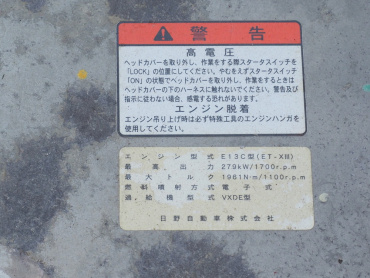 警告
高電圧
ヘッドカバーを取り外し、作業をする際スタータスイッチを
「LOCK」の位置にしてください。やむをえずスタータスイッチ
「ON」の状態でヘッドカバーを取外し、作業をするときは
ヘッドカバーの下のハーネスに触れないでください。警告及び
指示に従わない場合、感電する恐れがあります。
エンジン脱着
エンジン吊り上げ時は必ず特殊工具のエンジンハンガを
使用してください。
エンジン型式 E13C型(ET-XⅢ)
最高出力 279kW/1700r.p.m
最大トルク 1961N·m/1100r.p.m
燃料噴射方式 電子式
過給機型式 VXDE型
日野自動車株式会社